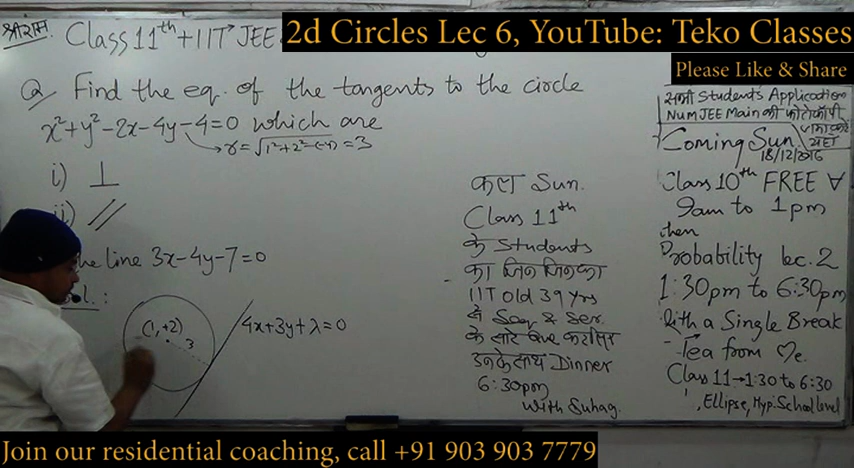 श्रीराम. Class 11th + IIT JEE
2d Circles Lec 6, YouTube: Teko Classes
Please Like & Share
Q Find the eq. of the tangents to the circle
x²+y²-2x-4y-4=0 which are
r=√1²+2²-(-4) =3
i) ⊥
ii) //
line 3x-4y-7=0
(1,+2)
3
4x+3y+λ=0
कल Sun.
Class 11th
के Students
का जिन जिनका
IIT old 39 yrs
में Seq & Ser.
के सारे Que
उनके साथ Dinner
6:30pm
with Suhag.
सभी Students Application
Num JEE Main की फोटोकॉपी
Coming Sun.
18/12/2016
Class 10th FREE ∀
9am to 1pm
then
Probability lec. 2
1:30pm to 6:30pm
With a Single Break
- Tea from Me.
Class 11→1:30 to 6:30
, Ellipse, Hyp. School level
Join our residential coaching, call +91 903 903 7779